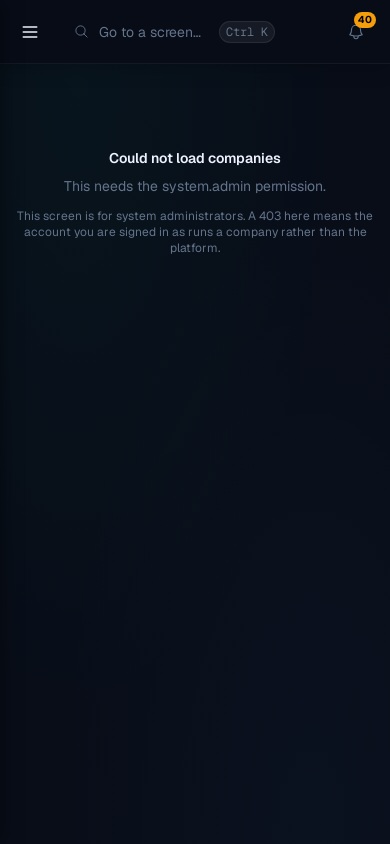 Go to a screen...
Ctrl K
40
Could not load companies
This needs the system.admin permission.
This screen is for system administrators. A 403 here means the
account you are signed in as runs a company rather than the
platform.